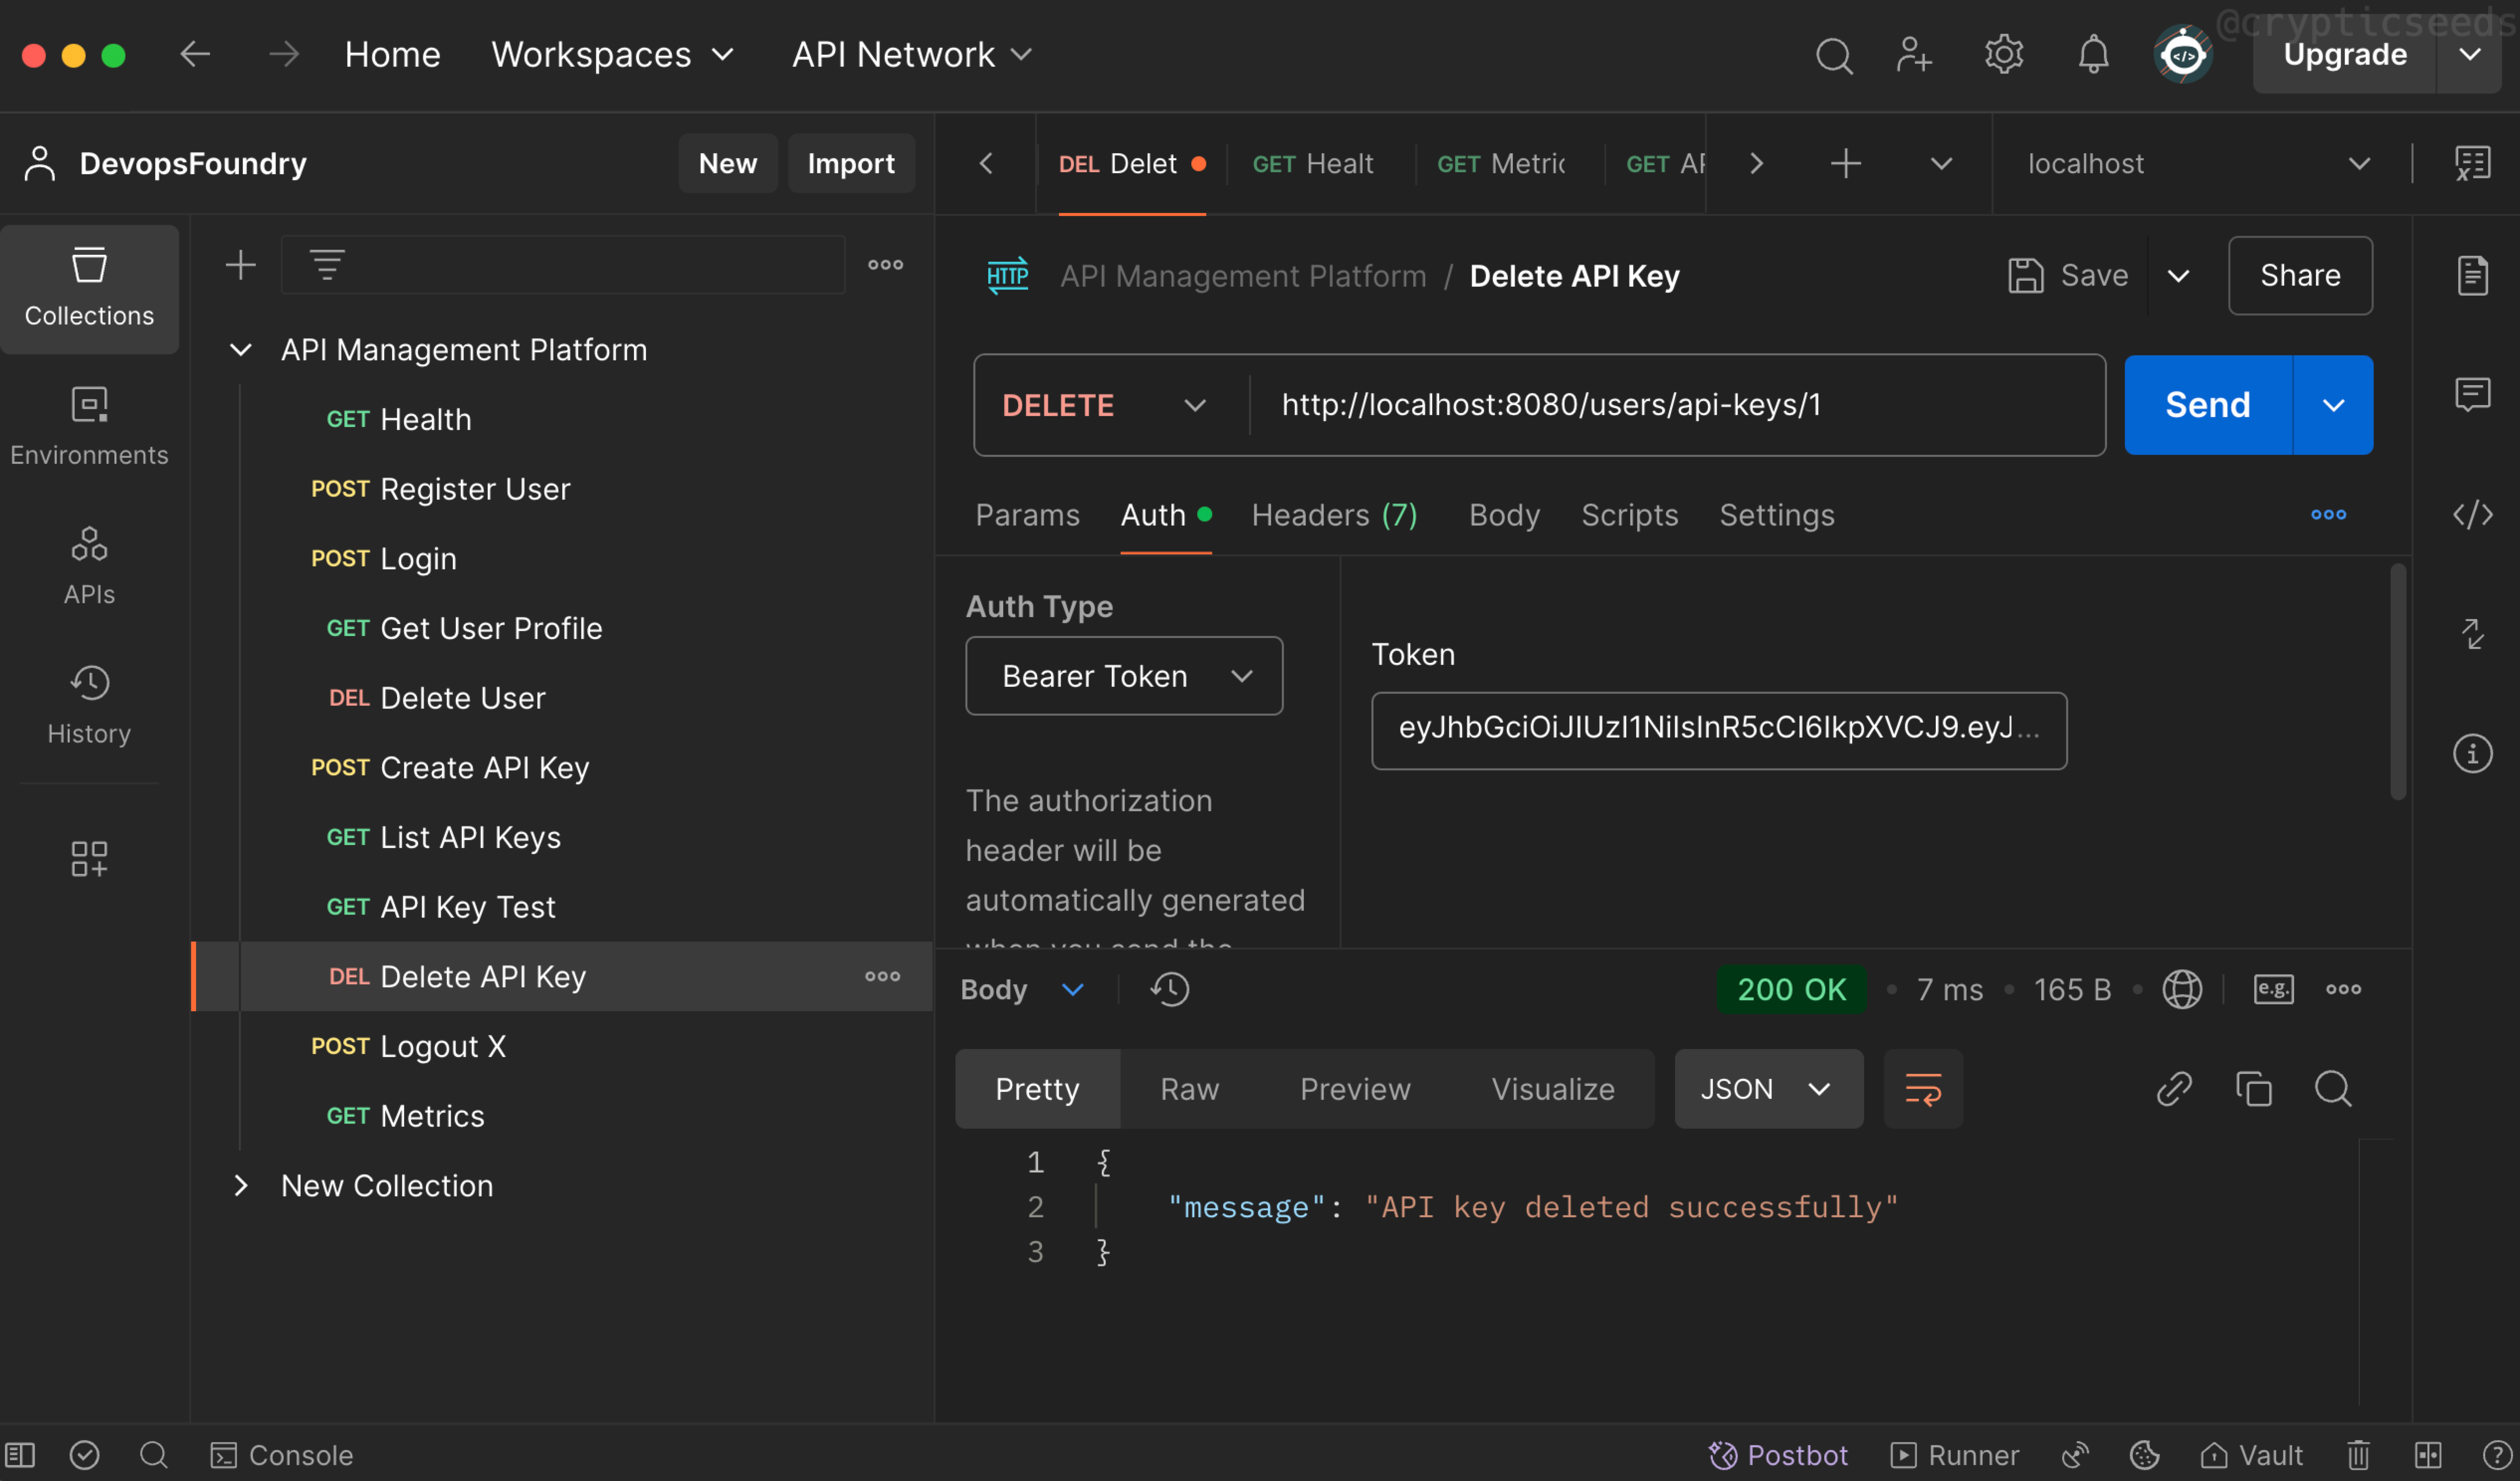 @crypticseeds
Home Workspaces API Network Upgrade
DevopsFoundry New Import
DEL Delet GET Healt GET Metric GET AP localhost
Collections
Environments
APIs
History
API Management Platform
GET Health
POST Register User
POST Login
GET Get User Profile
DEL Delete User
POST Create API Key
GET List API Keys
GET API Key Test
DEL Delete API Key
POST Logout X
GET Metrics
New Collection
HTTP API Management Platform / Delete API Key Save Share
DELETE http://localhost:8080/users/api-keys/1 Send
Params Auth Headers (7) Body Scripts Settings
Auth Type
Bearer Token
The authorization
header will be
automatically generated
when you send the
Token
eyJhbGciOiJIUzI1NiIsInR5cCI6IkpXVCJ9.eyJ...
Body 200 OK • 7 ms • 165 B e.g.
Pretty Raw Preview Visualize JSON
1 {
2 "message": "API key deleted successfully"
3 }
Console Postbot Runner Vault